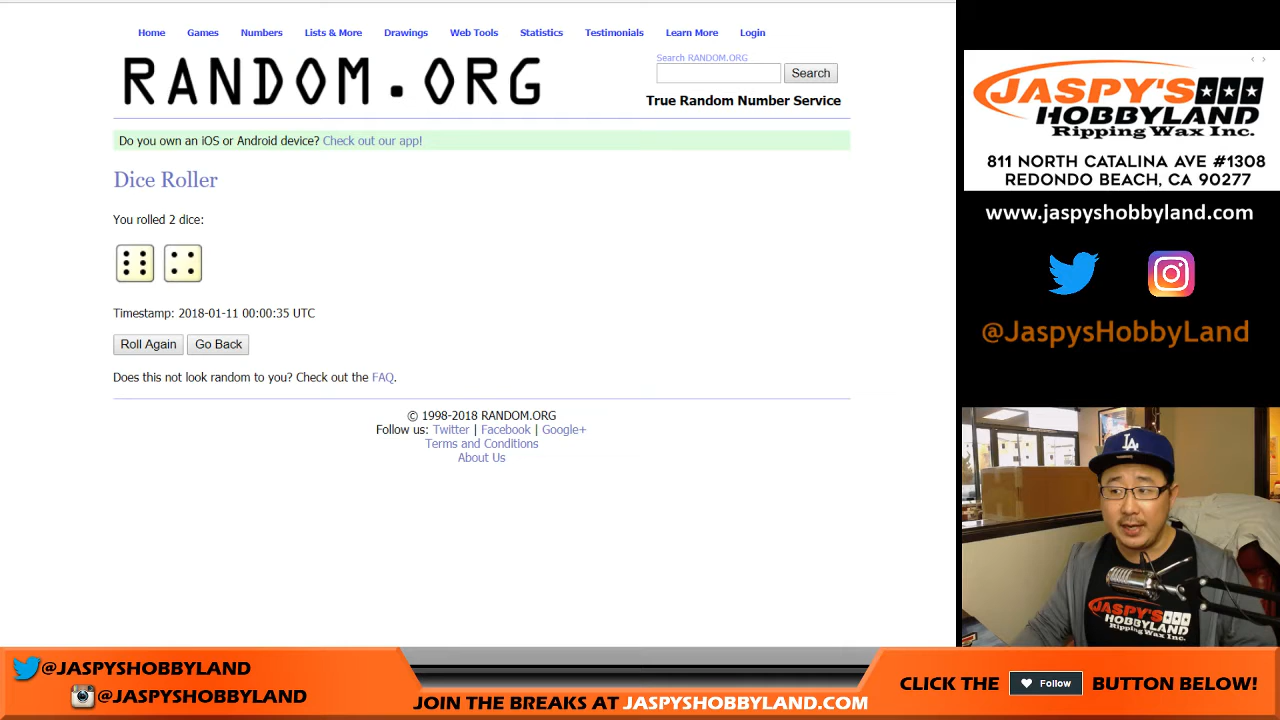 Home Games Numbers Lists & More Drawings Web Tools Statistics Testimonials Learn More Login
RANDOM.ORG
Search RANDOM.ORG
Search
True Random Number Service
Do you own an iOS or Android device? Check out our app!
Dice Roller
You rolled 2 dice:
Timestamp: 2018-01-11 00:00:35 UTC
Roll Again Go Back
Does this not look random to you? Check out the FAQ.
© 1998-2018 RANDOM.ORG
Follow us: Twitter | Facebook | Google+
Terms and Conditions
About Us
JASPY'S
HOBBYLAND
Ripping Wax Inc.
811 NORTH CATALINA AVE #1308
REDONDO BEACH, CA 90277
www.jaspyshobbyland.com
@JaspysHobbyLand
LA
JASPY'S
HOBBYLAND
Ripping Wax Inc.
@JASPYSHOBBYLAND
@JASPYSHOBBYLAND
JOIN THE BREAKS AT JASPYSHOBBYLAND.COM
CLICK THE Follow BUTTON BELOW!